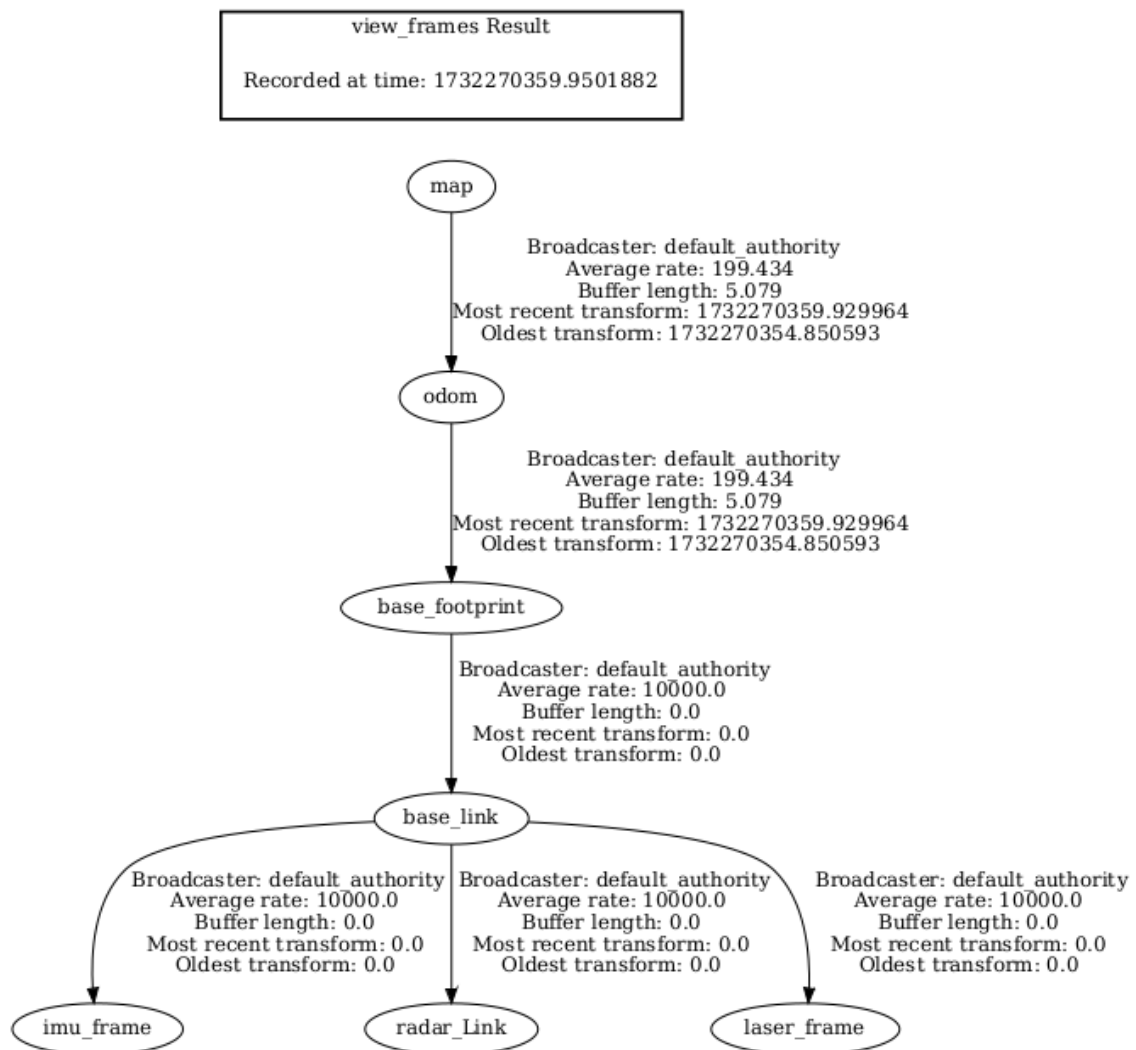 view_frames Result
Recorded at time: 1732270359.9501882
map
Broadcaster: default_authority
Average rate: 199.434
Buffer length: 5.079
Most recent transform: 1732270359.929964
Oldest transform: 1732270354.850593
odom
Broadcaster: default_authority
Average rate: 199.434
Buffer length: 5.079
Most recent transform: 1732270359.929964
Oldest transform: 1732270354.850593
base_footprint
Broadcaster: default_authority
Average rate: 10000.0
Buffer length: 0.0
Most recent transform: 0.0
Oldest transform: 0.0
base_link
Broadcaster: default_authority
Average rate: 10000.0
Buffer length: 0.0
Most recent transform: 0.0
Oldest transform: 0.0
Broadcaster: default_authority
Average rate: 10000.0
Buffer length: 0.0
Most recent transform: 0.0
Oldest transform: 0.0
Broadcaster: default_authority
Average rate: 10000.0
Buffer length: 0.0
Most recent transform: 0.0
Oldest transform: 0.0
imu_frame
radar_Link
laser_frame